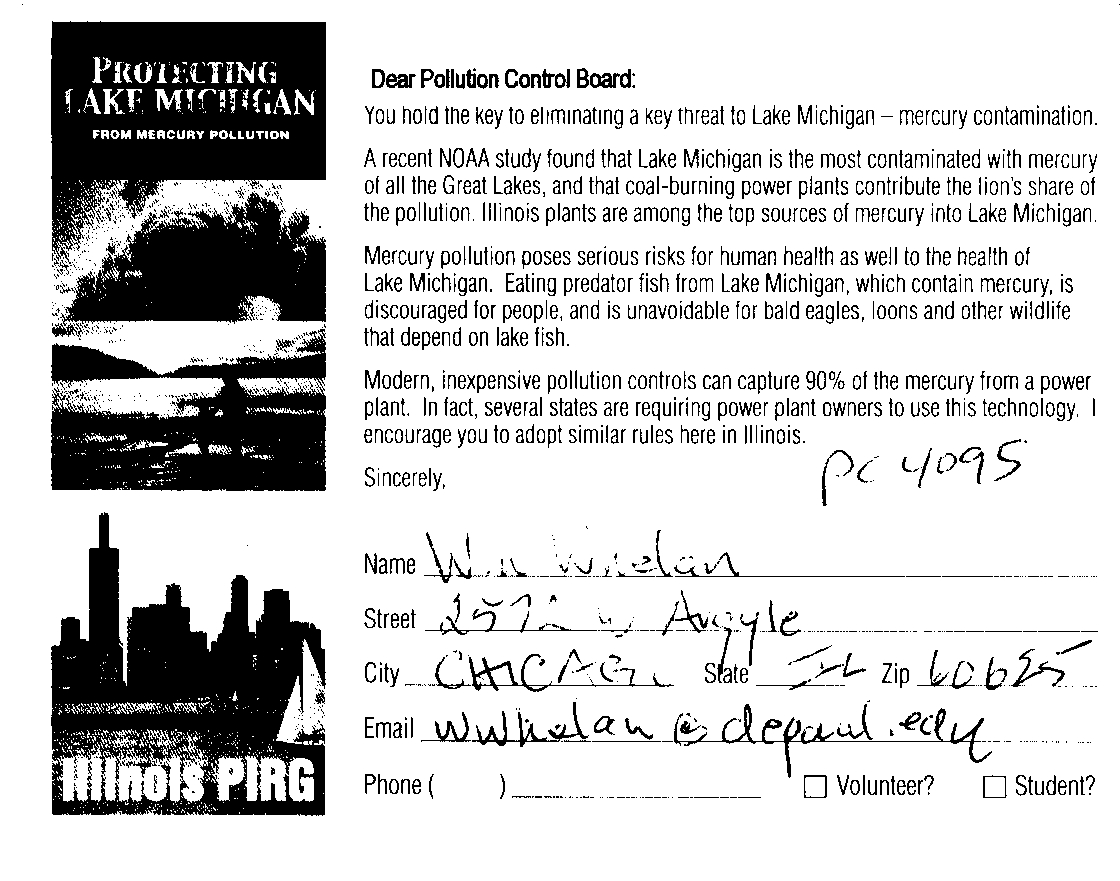 PROTECTING
LAKE MICHIGAN
FROM MERCURY POLLUTION
Dear Pollution Control Board:
You hold the key to eliminating a key threat to Lake Michigan – mercury contamination.
A recent NOAA study found that Lake Michigan is the most contaminated with mercury
of all the Great Lakes, and that coal-burning power plants contribute the lion's share of
the pollution. Illinois plants are among the top sources of mercury into Lake Michigan.
Mercury pollution poses serious risks for human health as well to the health of
Lake Michigan. Eating predator fish from Lake Michigan, which contain mercury, is
discouraged for people, and is unavoidable for bald eagles, loons and other wildlife
that depend on lake fish.
Modern, inexpensive pollution controls can capture 90% of the mercury from a power
plant. In fact, several states are requiring power plant owners to use this technology. I
encourage you to adopt similar rules here in Illinois.
PC 4095
Sincerely,
Name Whelan
Street W Argyle
City CHICAGO State IL Zip 60625
Email wwhelan@depaul.edu
Phone ( )
Volunteer? Student?
Illinois PIRG